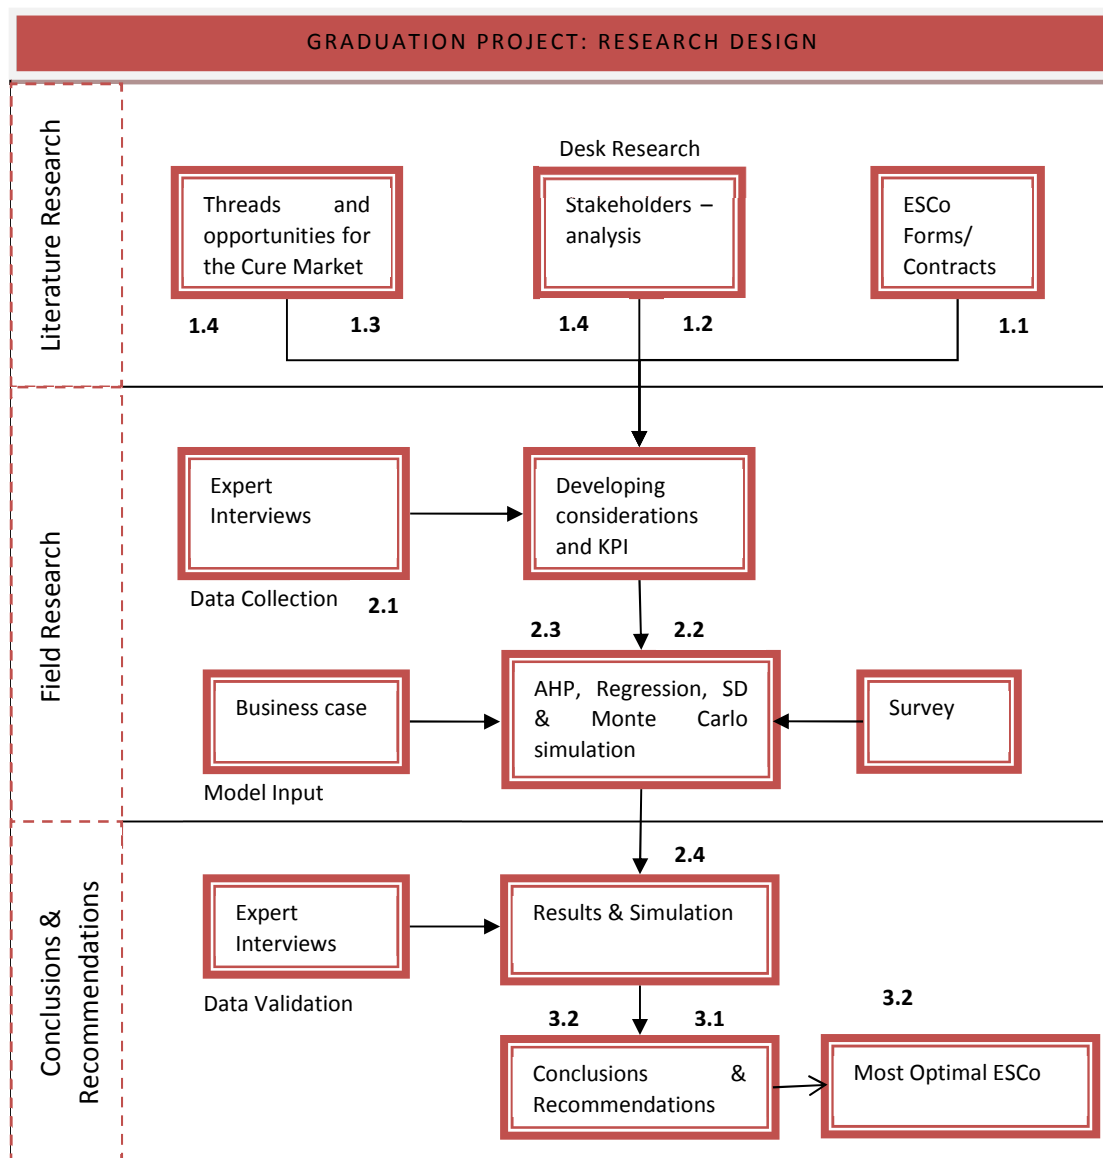 GRADUATION PROJECT: RESEARCH DESIGN
Literature Research
Desk Research
Threads and
opportunities for
the Cure Market
Stakeholders –
analysis
ESCo
Forms/
Contracts
1.4
1.3
1.4
1.2
1.1
Field Research
Expert
Interviews
Developing
considerations
and KPI
Data Collection
2.1
2.3
2.2
Business case
AHP, Regression, SD
& Monte Carlo
simulation
Survey
Model Input
Conclusions &
Recommendations
2.4
Expert
Interviews
Results & Simulation
Data Validation
3.2
3.1
3.2
Conclusions &
Recommendations
Most Optimal ESCo